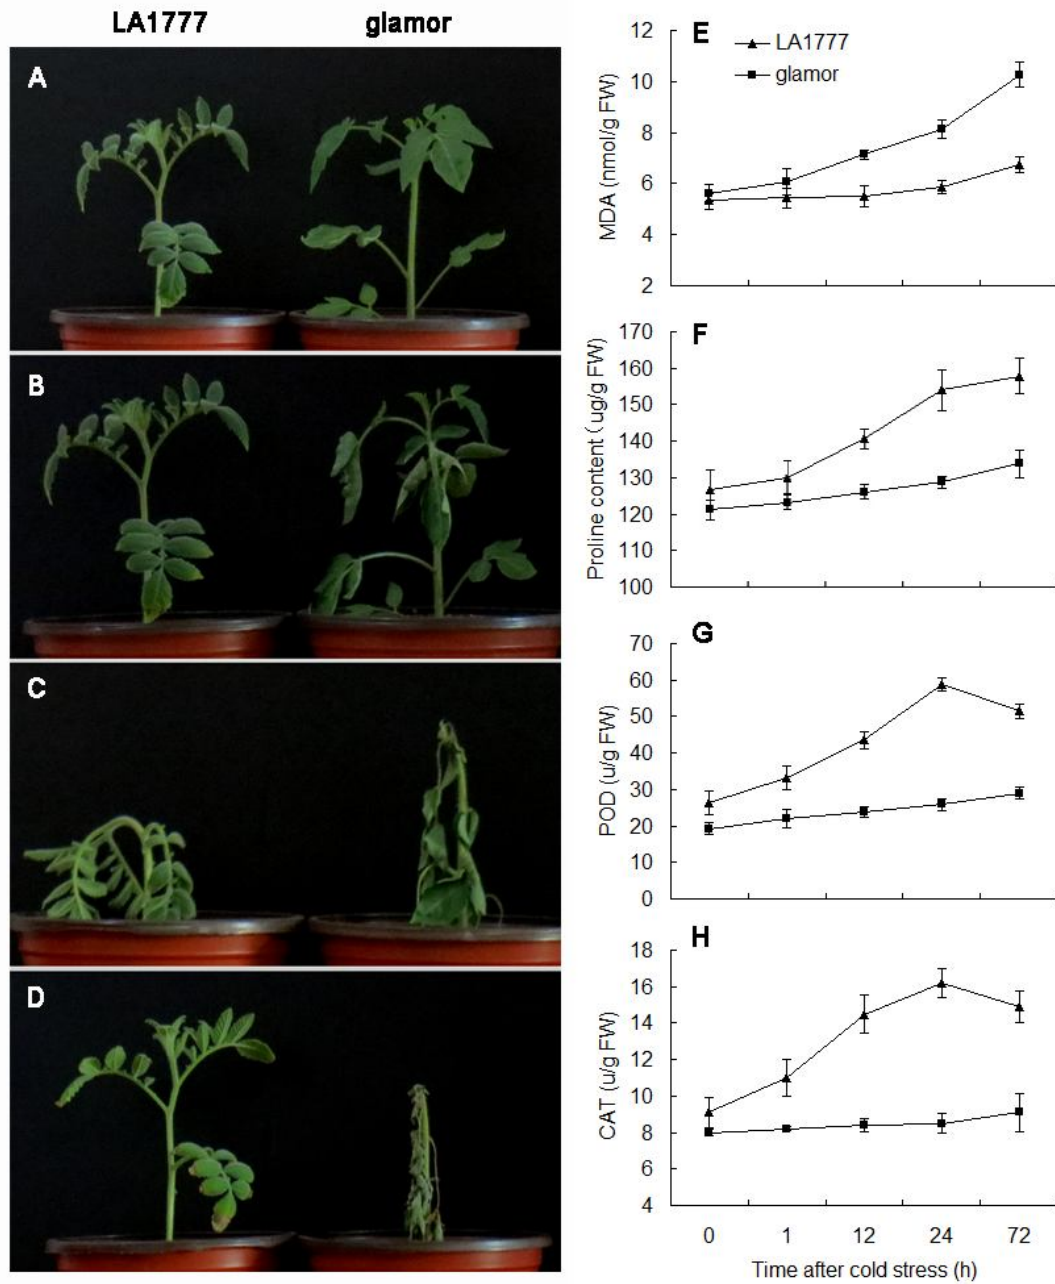 LA1777 glamor
A
B
C
D
E
LA1777
glamor
12
10
8
6
4
2
MDA (nmol/g FW)
F
170
160
150
140
130
120
110
100
Proline content (ug/g FW)
G
70
60
50
40
30
20
10
0
POD (u/g FW)
H
18
16
14
12
10
8
6
4
CAT (u/g FW)
0 1 12 24 72
Time after cold stress (h)